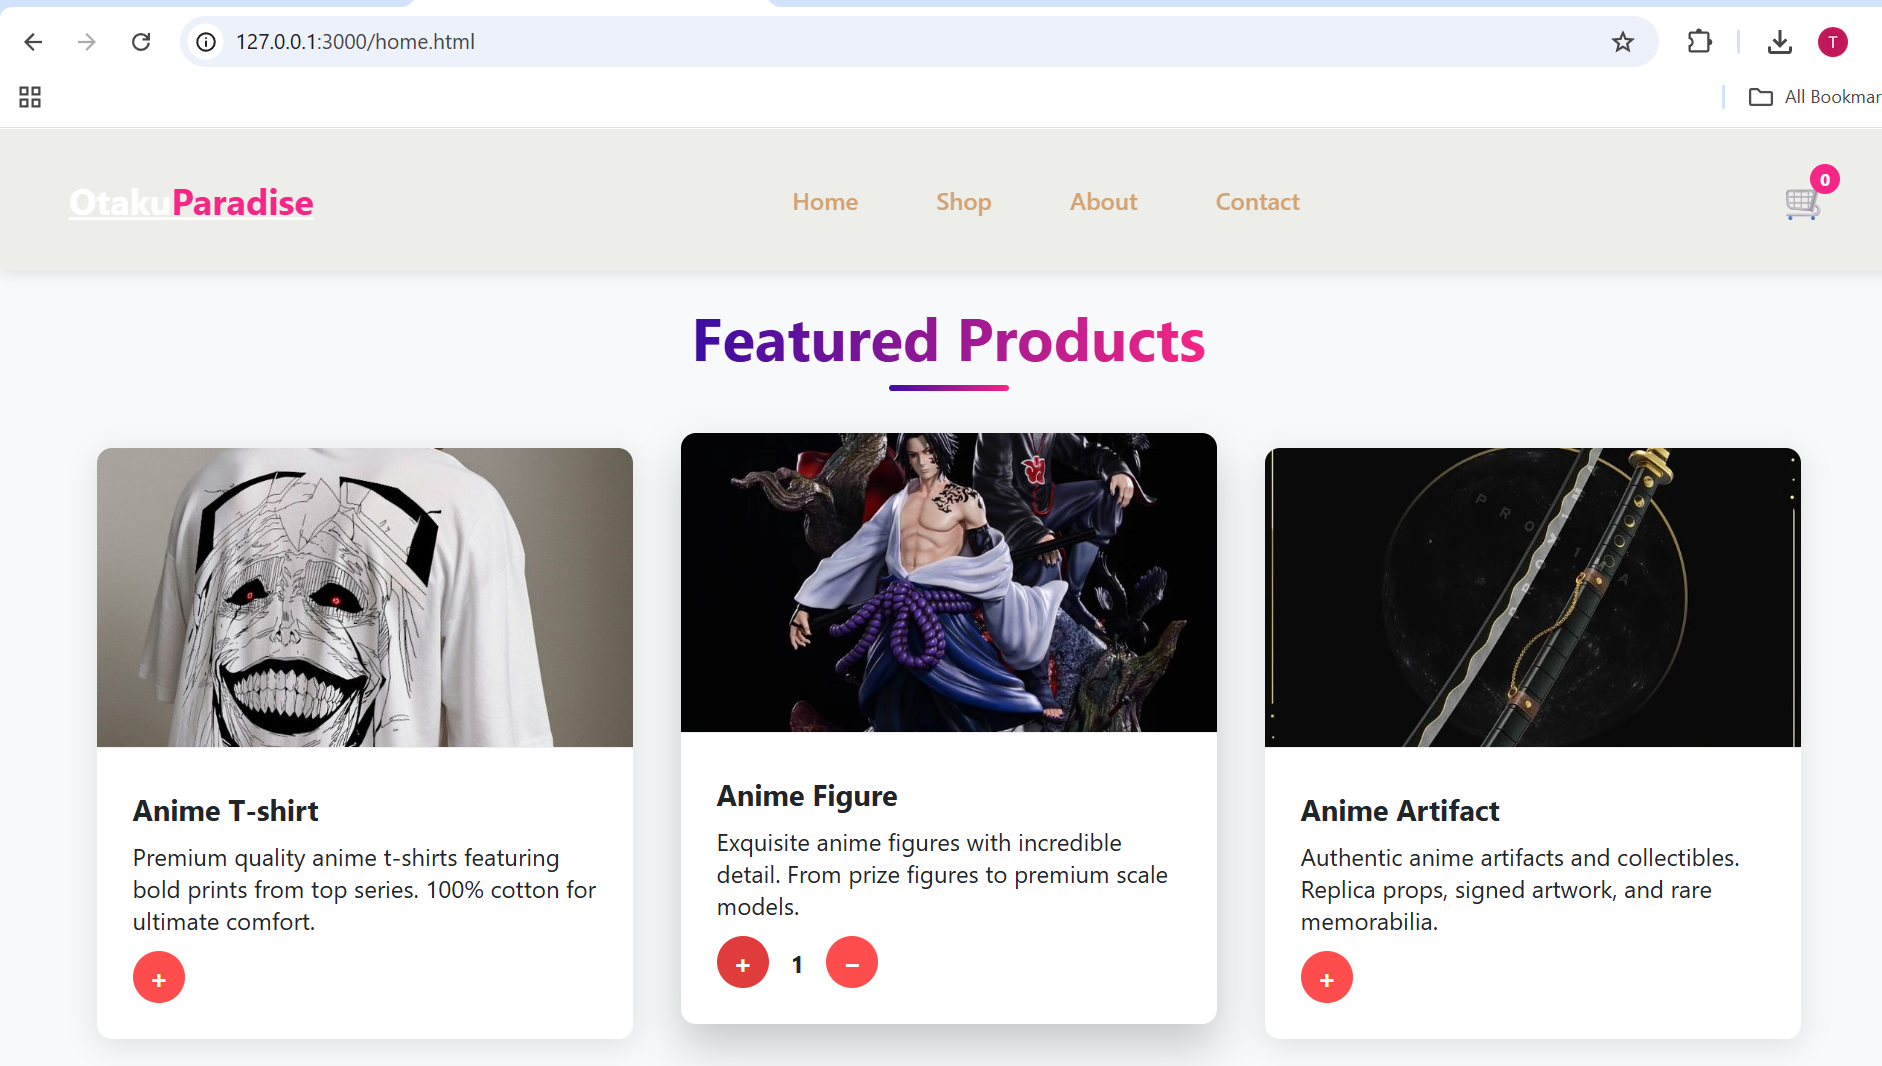 127.0.0.1:3000/home.html
T
All Bookmar
OtakuParadise
Home
Shop
About
Contact
0
Featured Products
Anime T-shirt
Premium quality anime t-shirts featuring
bold prints from top series. 100% cotton for
ultimate comfort.
+
Anime Figure
Exquisite anime figures with incredible
detail. From prize figures to premium scale
models.
+ 1 −
Anime Artifact
Authentic anime artifacts and collectibles.
Replica props, signed artwork, and rare
memorabilia.
+